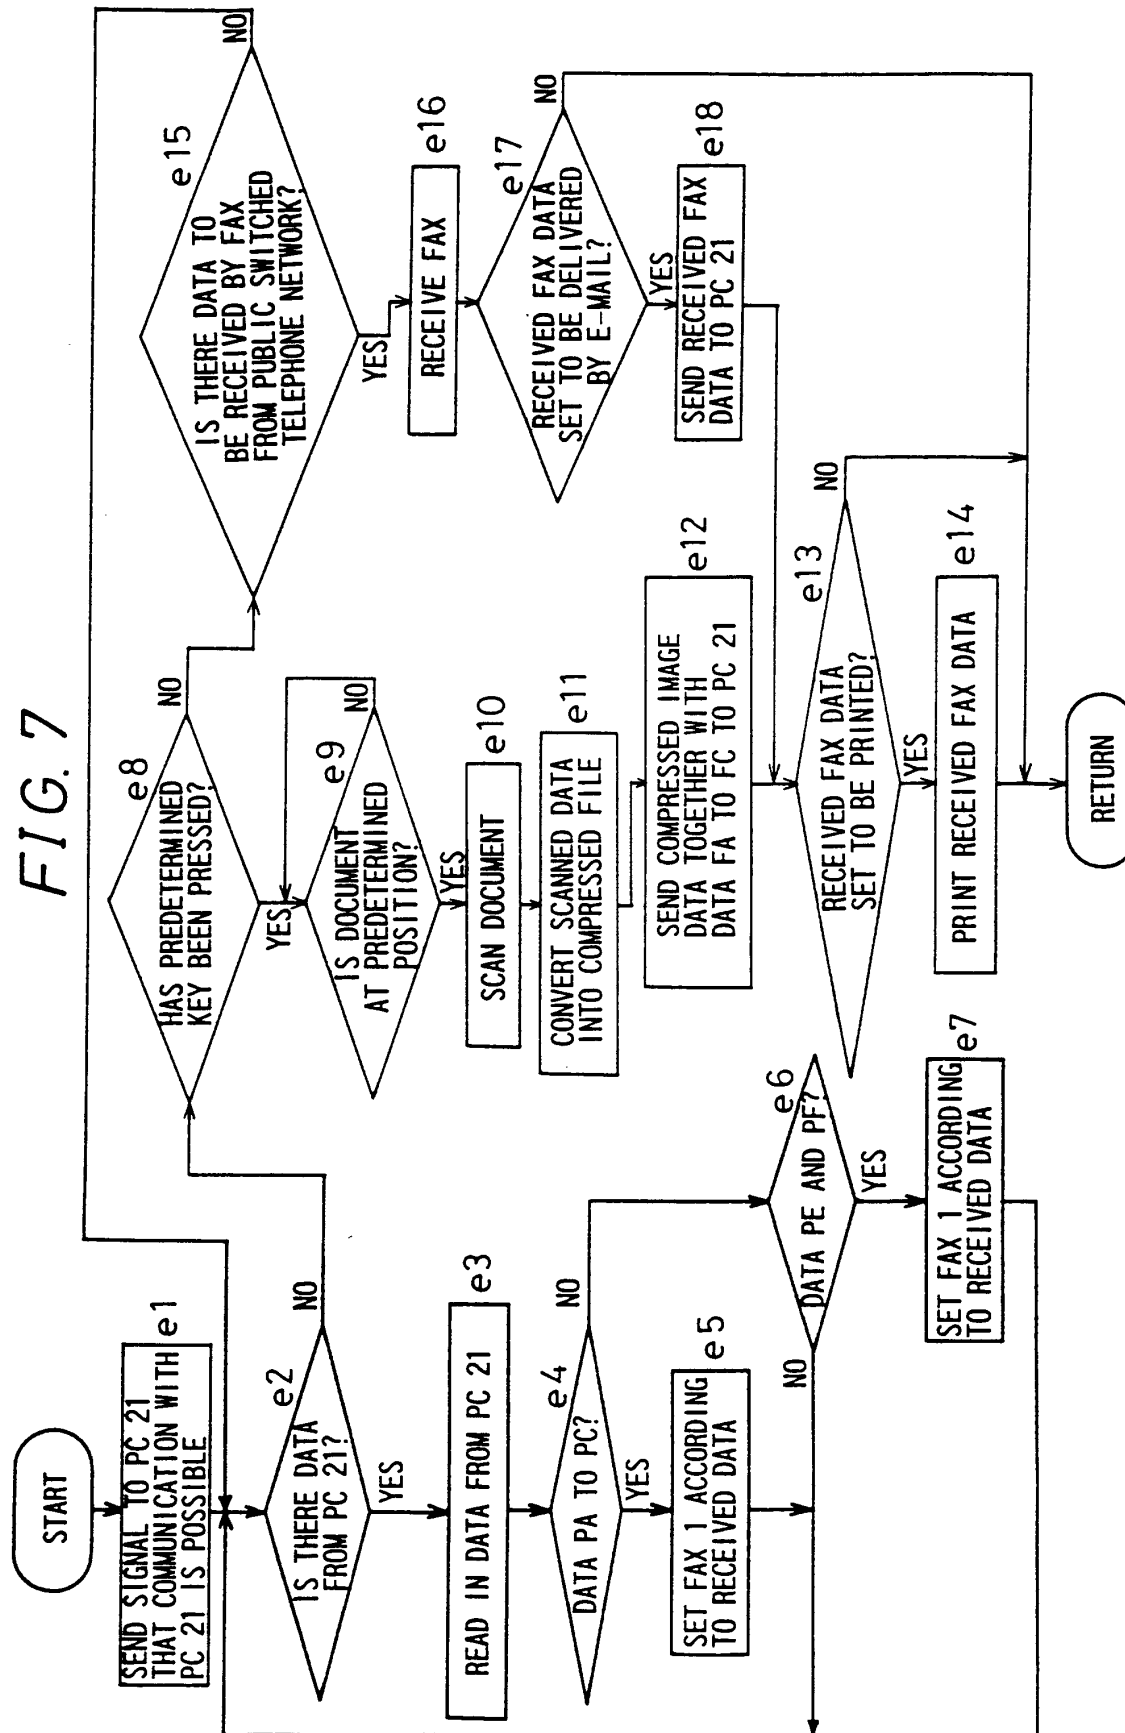 FIG. 7
START
SEND SIGNAL TO PC 21
THAT COMMUNICATION WITH
PC 21 IS POSSIBLE
e1
IS THERE DATA
FROM PC 21?
e2
NO
YES
READ IN DATA FROM PC 21
e3
DATA PA TO PC?
e4
NO
YES
SET FAX 1 ACCORDING
TO RECEIVED DATA
e5
DATA PE AND PF?
e6
NO
YES
SET FAX 1 ACCORDING
TO RECEIVED DATA
e7
HAS PREDETERMINED
KEY BEEN PRESSED?
e8
NO
YES
IS DOCUMENT
AT PREDETERMINED
POSITION?
e9
NO
YES
SCAN DOCUMENT
e10
CONVERT SCANNED DATA
INTO COMPRESSED FILE
e11
SEND COMPRESSED IMAGE
DATA TOGETHER WITH
DATA FA TO FC TO PC 21
e12
RECEIVED FAX DATA
SET TO BE PRINTED?
e13
NO
YES
PRINT RECEIVED FAX DATA
e14
RETURN
IS THERE DATA TO
BE RECEIVED BY FAX
FROM PUBLIC SWITCHED
TELEPHONE NETWORK?
e15
NO
YES
RECEIVE FAX
e16
RECEIVED FAX DATA
SET TO BE DELIVERED
BY E-MAIL?
e17
NO
YES
SEND RECEIVED FAX
DATA TO PC 21
e18